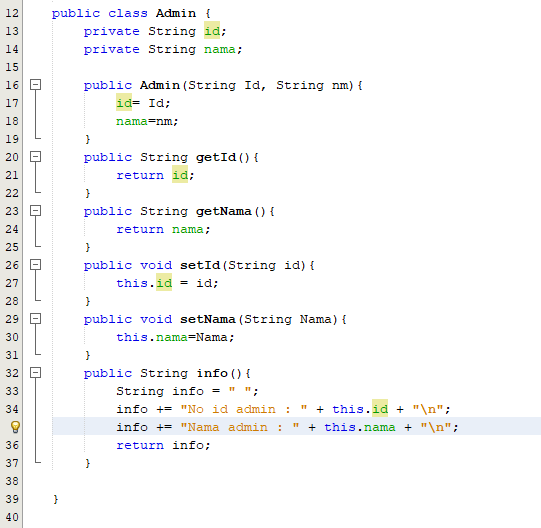 12 public class Admin {
13 private String id;
14 private String nama;
15
16 public Admin(String Id, String nm){
17 id= Id;
18 nama=nm;
19 }
20 public String getId(){
21 return id;
22 }
23 public String getNama(){
24 return nama;
25 }
26 public void setId(String id){
27 this.id = id;
28 }
29 public void setNama(String Nama){
30 this.nama=Nama;
31 }
32 public String info(){
33 String info = " ";
34 info += "No id admin : " + this.id + "\n";
info += "Nama admin : " + this.nama + "\n";
36 return info;
37 }
38
39 }
40